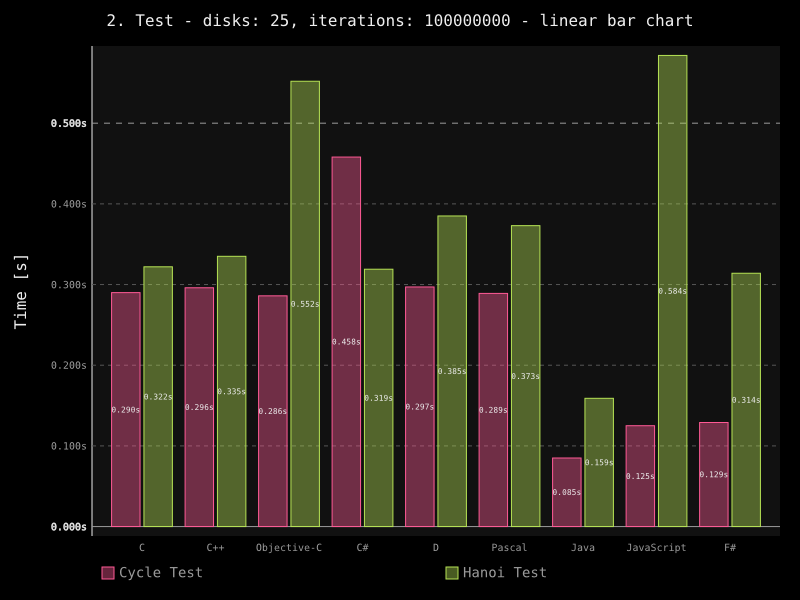 2. Test - disks: 25, iterations: 100000000 - linear bar chart
Time [s]
0.500s
0.400s
0.300s
0.200s
0.100s
0.000s
0.290s
0.322s
0.296s
0.335s
0.286s
0.552s
0.458s
0.319s
0.297s
0.385s
0.289s
0.373s
0.085s
0.159s
0.125s
0.584s
0.129s
0.314s
C C++ Objective-C C# D Pascal Java JavaScript F#
Cycle Test Hanoi Test